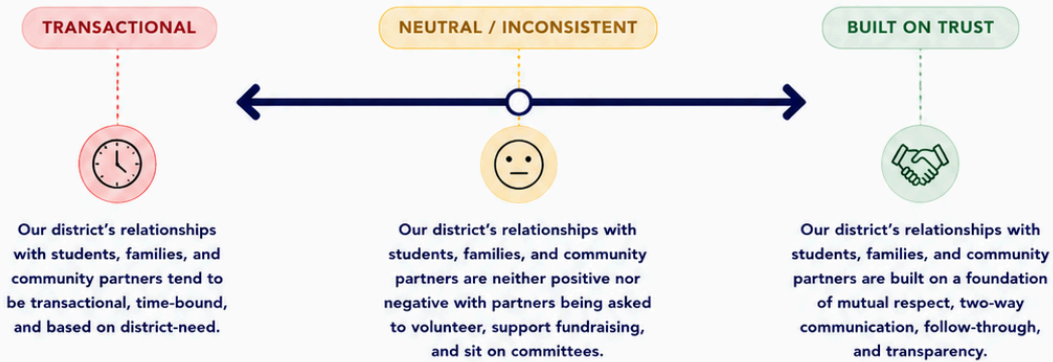 TRANSACTIONAL
NEUTRAL / INCONSISTENT
BUILT ON TRUST
Our district's relationships
with students, families, and
community partners tend to
be transactional, time-bound,
and based on district-need.
Our district's relationships with
students, families, and community
partners are neither positive nor
negative with partners being asked
to volunteer, support fundraising,
and sit on committees.
Our district's relationships with
students, families, and community
partners are built on a foundation
of mutual respect, two-way
communication, follow-through,
and transparency.